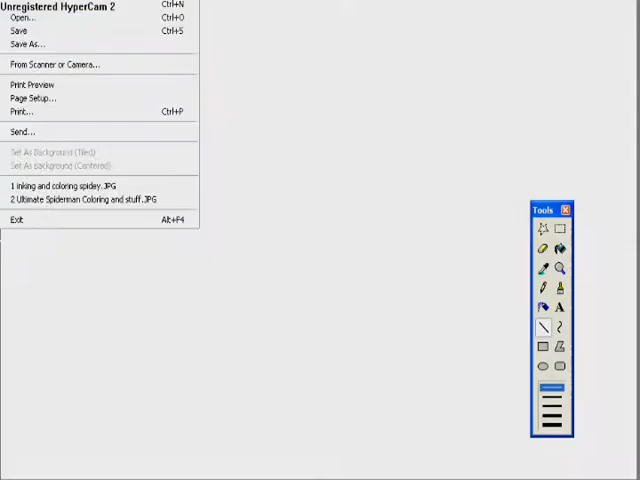 Unregistered HyperCam 2
Ctrl+N
Open... Ctrl+O
Save Ctrl+S
Save As...
From Scanner or Camera...
Print Preview
Page Setup...
Print... Ctrl+P
Send...
Set As Background (Tiled)
Set As Background (Centered)
1 inking and coloring spidey.JPG
2 Ultimate Spiderman Coloring and stuff.JPG
Exit Alt+F4
Tools
A